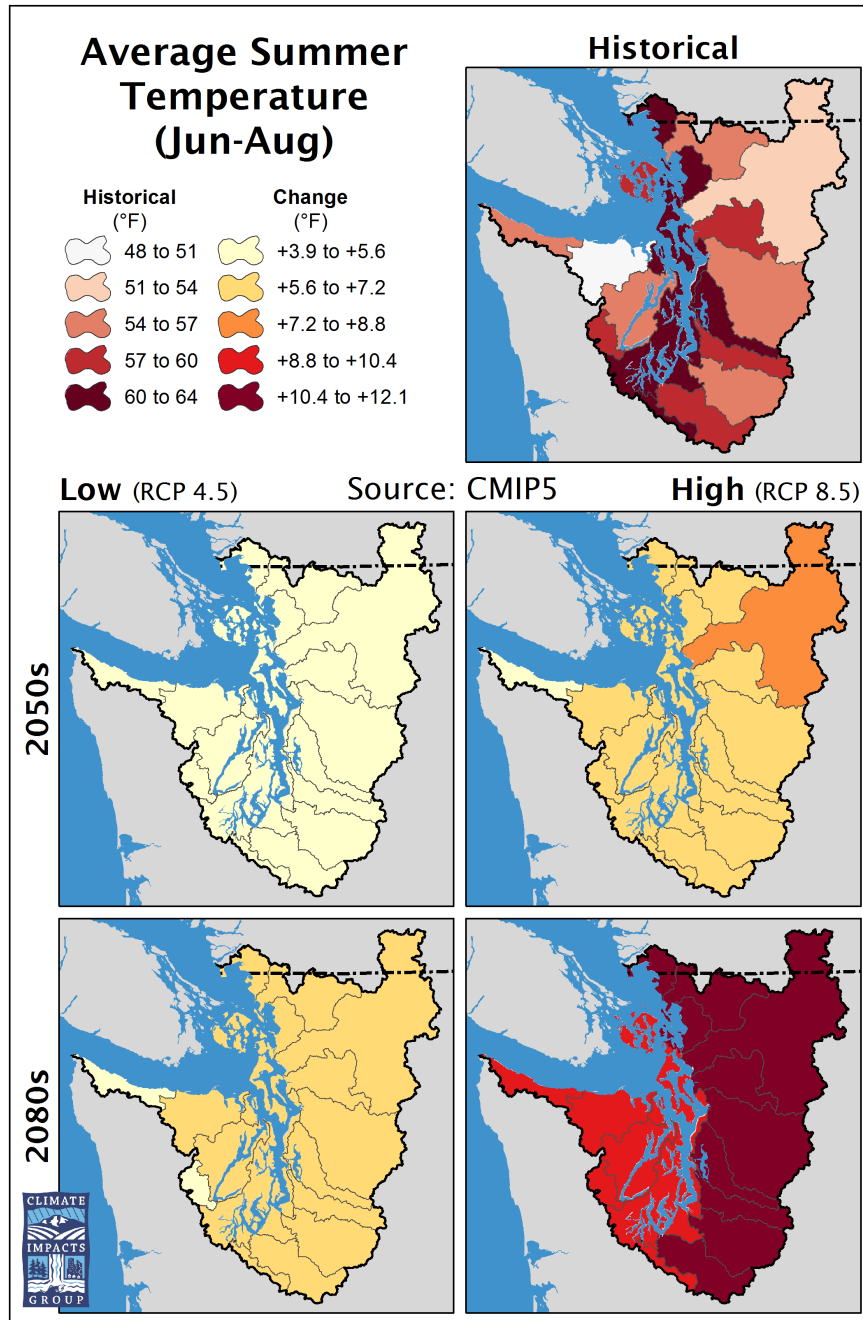 Average Summer
Temperature
(Jun-Aug)
Historical
Historical
(°F)
Change
(°F)
48 to 51
+3.9 to +5.6
51 to 54
+5.6 to +7.2
54 to 57
+7.2 to +8.8
57 to 60
+8.8 to +10.4
60 to 64
+10.4 to +12.1
Low (RCP 4.5)
Source: CMIP5
High (RCP 8.5)
2050s
2080s
CLIMATE
IMPACTS
GROUP